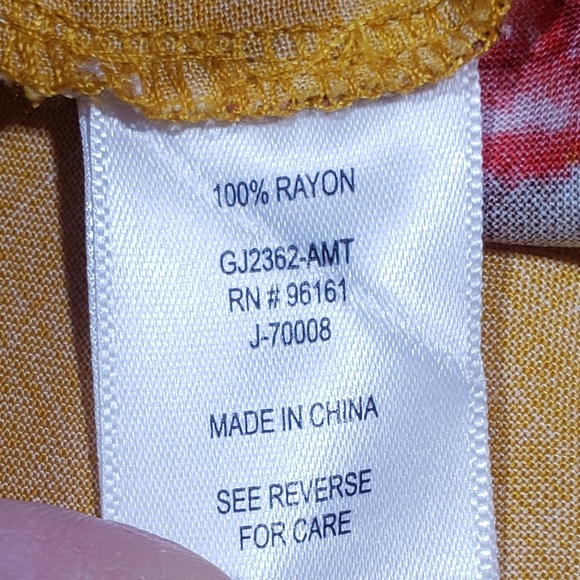 100% RAYON
GJ2362-AMT
RN # 96161
J-70008
MADE IN CHINA
SEE REVERSE
FOR CARE